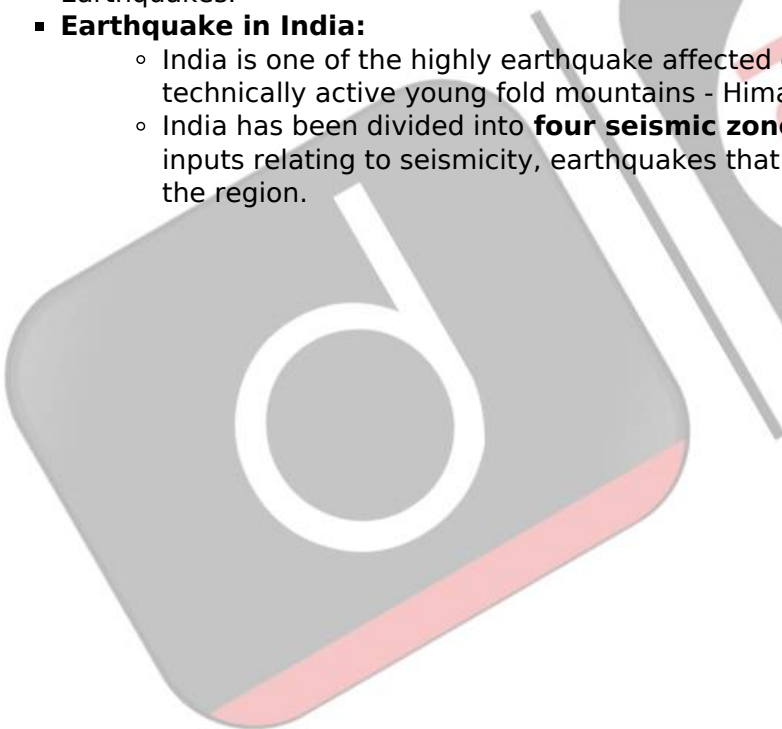 Earthquakes.
Earthquake in India:
India is one of the highly earthquake affected
technically active young fold mountains - Hima
India has been divided into four seismic zon
inputs relating to seismicity, earthquakes that
the region.